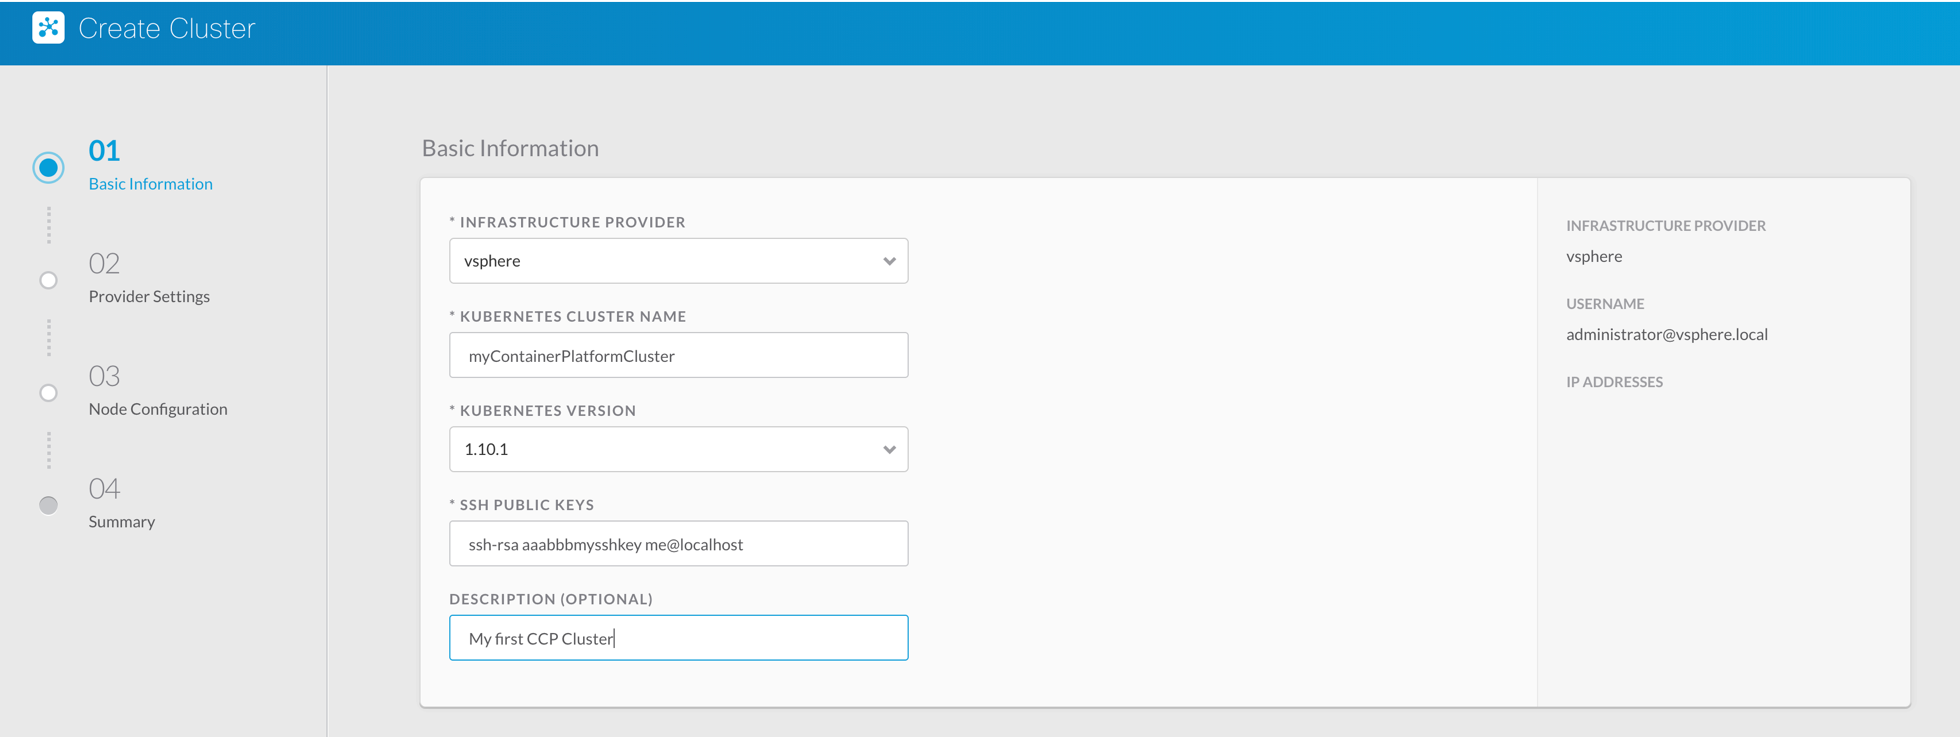 Create Cluster
01
Basic Information
02
Provider Settings
03
Node Configuration
04
Summary
Basic Information
* INFRASTRUCTURE PROVIDER
vsphere
* KUBERNETES CLUSTER NAME
myContainerPlatformCluster
* KUBERNETES VERSION
1.10.1
* SSH PUBLIC KEYS
ssh-rsa aaabbbmysshkey me@localhost
DESCRIPTION (OPTIONAL)
My first CCP Cluster
INFRASTRUCTURE PROVIDER
vsphere
USERNAME
administrator@vsphere.local
IP ADDRESSES